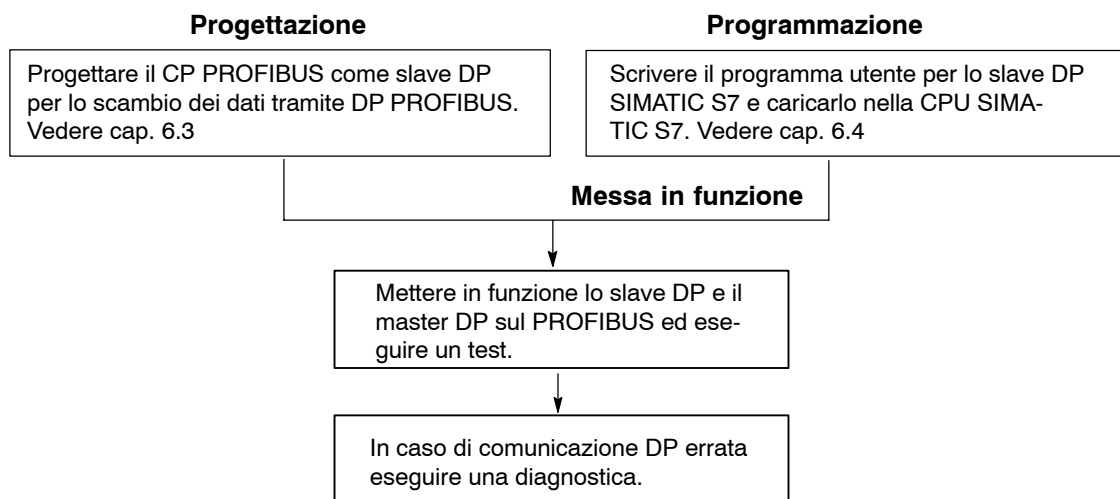 Progettazione
Progettare il CP PROFIBUS come slave DP
per lo scambio dei dati tramite DP PROFIBUS.
Vedere cap. 6.3
Programmazione
Scrivere il programma utente per lo slave DP
SIMATIC S7 e caricarlo nella CPU SIMA-
TIC S7. Vedere cap. 6.4
Messa in funzione
Mettere in funzione lo slave DP e il
master DP sul PROFIBUS ed ese-
guire un test.
In caso di comunicazione DP errata
eseguire una diagnostica.